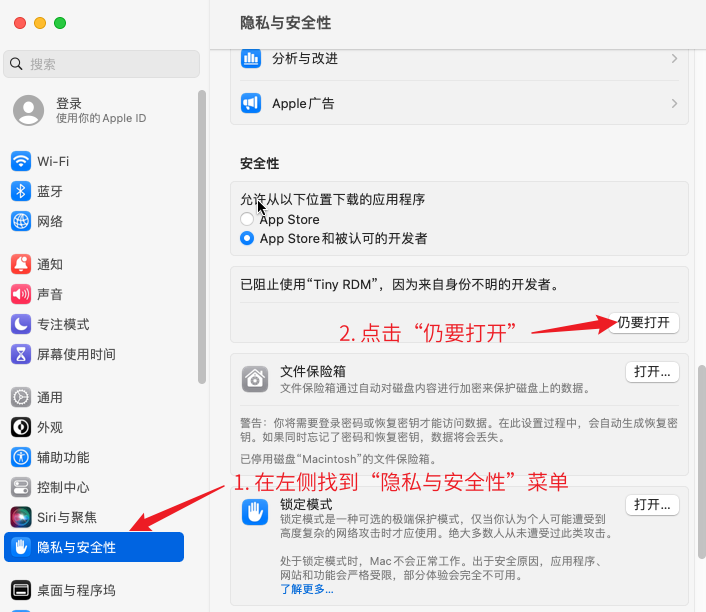 隐私与安全性
搜索
登录
使用你的Apple ID
Wi-Fi
蓝牙
网络
通知
声音
专注模式
屏幕使用时间
通用
外观
辅助功能
控制中心
Siri与聚焦
隐私与安全性
桌面与程序坞
分析与改进
Apple广告
安全性
允许从以下位置下载的应用程序
App Store
App Store和被认可的开发者
已阻止使用“Tiny RDM”，因为来自身份不明的开发者。
仍要打开
2. 点击“仍要打开”
文件保险箱
打开...
文件保险箱通过自动对磁盘内容进行加密来保护磁盘上的数据。
警告：你将需要登录密码或恢复密钥才能访问数据。在此设置过程中，会自动生成恢复密
钥。如果同时忘记了密码和恢复密钥，数据将会丢失。
已停用磁盘“Macintosh”的文件保险箱。
1. 在左侧找到“隐私与安全性”菜单
锁定模式
打开...
锁定模式是一种可选的极端保护模式，仅当你认为个人可能遭受到
高度复杂的网络攻击时才应使用。绝大多数人从未遭受过此类攻击。
处于锁定模式时，Mac不会正常工作。出于安全原因，应用程序、
网站和功能会严格受限，部分体验会完全不可用。
了解更多...